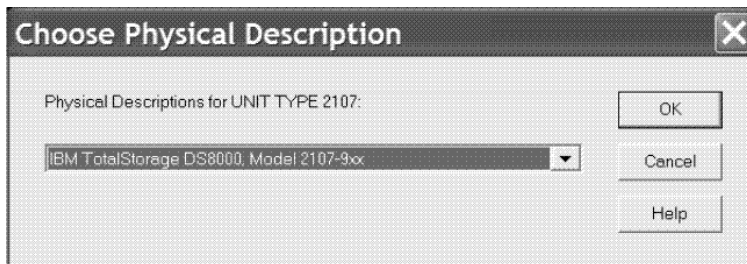 Choose Physical Description
Physical Descriptions for UNIT TYPE 2107:
OK
IBM TotalStorage DS8000, Model 2107-9xx
Cancel
Help